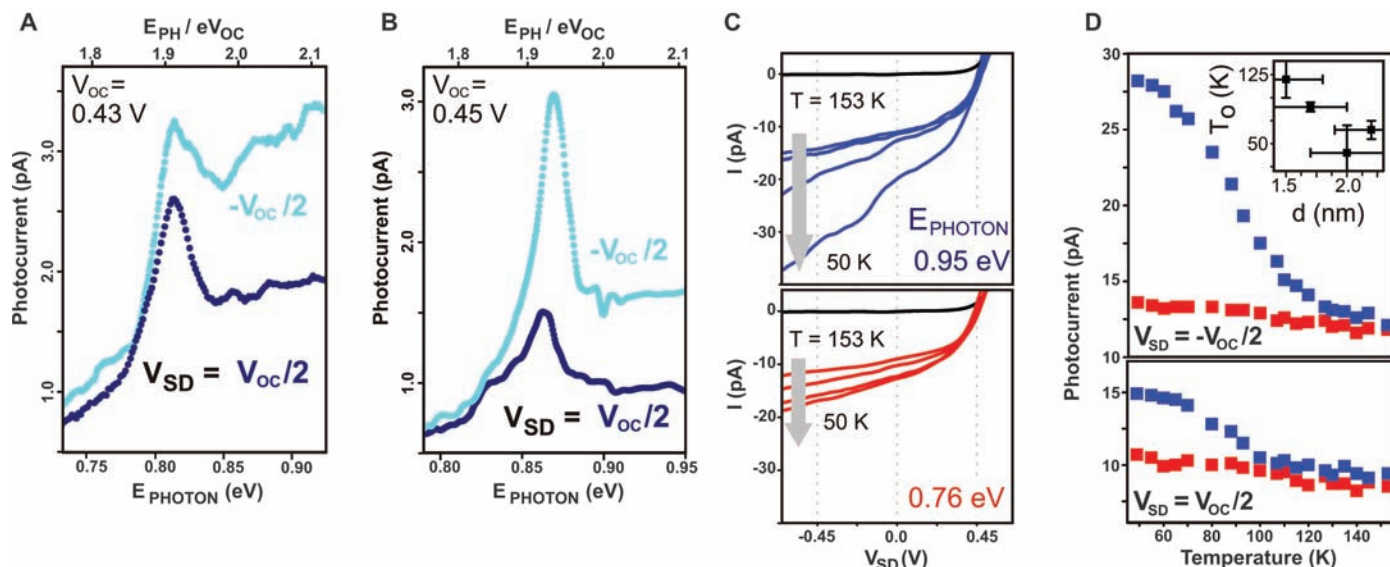 A
E_PH / eV_OC
1.8 1.9 2.0 2.1
V_OC =
0.43 V
Photocurrent (pA)
3.0
2.0
1.0
-V_OC/2
V_SD = V_OC/2
0.75 0.80 0.85 0.90
E_PHOTON (eV)
B
E_PH / eV_OC
1.8 1.9 2.0 2.1
V_OC =
0.45 V
Photocurrent (pA)
3.0
2.0
1.0
-V_OC/2
V_SD = V_OC/2
0.80 0.85 0.90 0.95
E_PHOTON (eV)
C
I (pA)
0
-10
-20
-30
T = 153 K
50 K
E_PHOTON
0.95 eV
I (pA)
0
-10
-20
-30
T = 153 K
50 K
0.76 eV
-0.45 0.0 0.45
V_SD (V)
D
Photocurrent (pA)
30
25
20
15
10
T_O (K)
125
50
1.5 2.0
d (nm)
V_SD = -V_OC/2
15
10
V_SD = V_OC/2
60 80 100 120 140
Temperature (K)